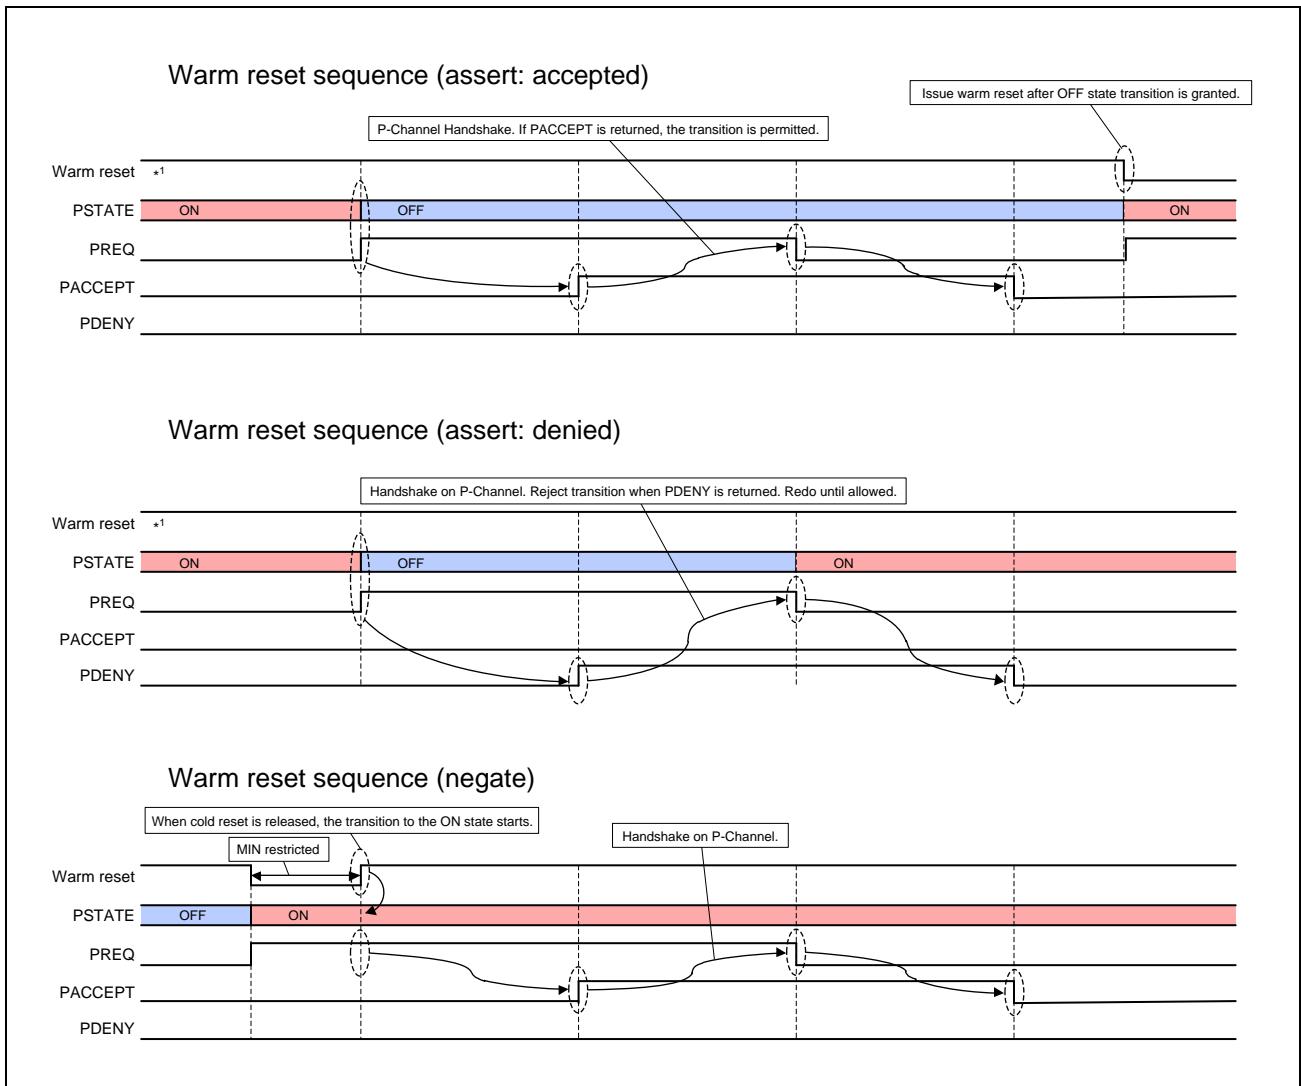 Warm reset sequence (assert: accepted)
Issue warm reset after OFF state transition is granted.
P-Channel Handshake. If PACCEPT is returned, the transition is permitted.
Warm reset *1
PSTATE ON OFF ON
PREQ
PACCEPT
PDENY
Warm reset sequence (assert: denied)
Handshake on P-Channel. Reject transition when PDENY is returned. Redo until allowed.
Warm reset *1
PSTATE ON OFF ON
PREQ
PACCEPT
PDENY
Warm reset sequence (negate)
When cold reset is released, the transition to the ON state starts.
Handshake on P-Channel.
MIN restricted
Warm reset
PSTATE OFF ON
PREQ
PACCEPT
PDENY